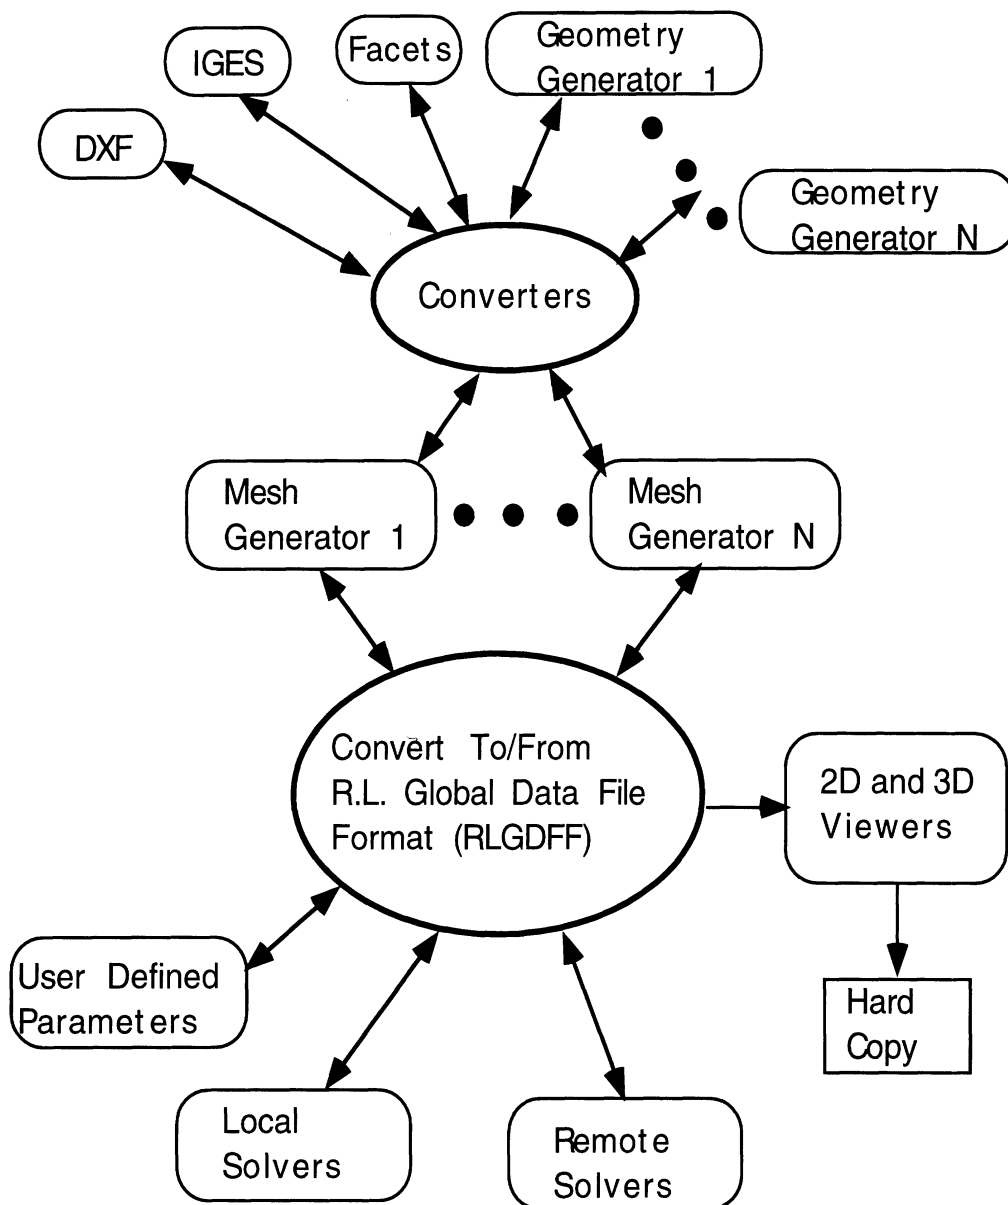 Facets
Geometry
Generator 1
IGES
DXF
Geometry
Generator N
Converters
Mesh
Generator 1
Mesh
Generator N
Convert To/From
R.L. Global Data File
Format (RLGDFF)
2D and 3D
Viewers
User Defined
Parameters
Hard
Copy
Local
Solvers
Remote
Solvers